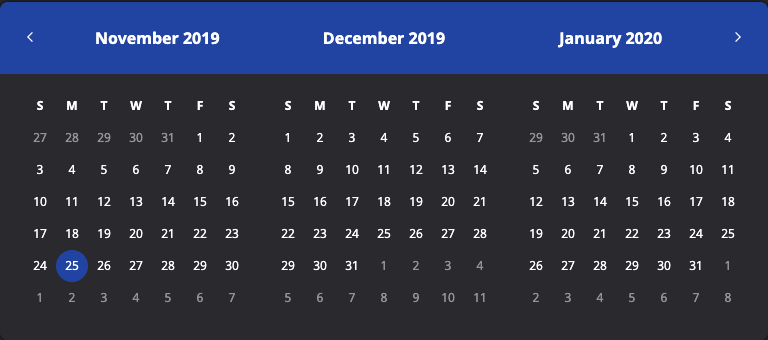 November 2019 December 2019 January 2020
S M T W T F S S M T W T F S S M T W T F S
27 28 29 30 31 1 2 1 2 3 4 5 6 7 29 30 31 1 2 3 4
3 4 5 6 7 8 9 8 9 10 11 12 13 14 5 6 7 8 9 10 11
10 11 12 13 14 15 16 15 16 17 18 19 20 21 12 13 14 15 16 17 18
17 18 19 20 21 22 23 22 23 24 25 26 27 28 19 20 21 22 23 24 25
24 25 26 27 28 29 30 29 30 31 1 2 3 4 26 27 28 29 30 31 1
1 2 3 4 5 6 7 5 6 7 8 9 10 11 2 3 4 5 6 7 8